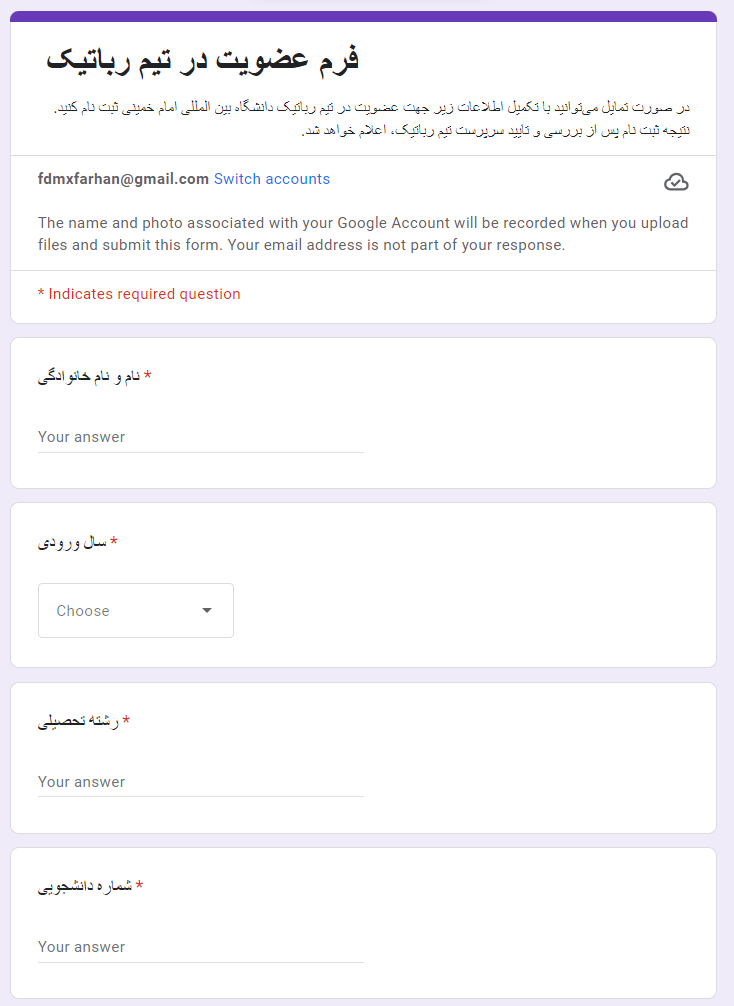 فرم عضویت در تیم رباتیک
در صورت تمایل می‌توانید با تکمیل اطلاعات زیر جهت عضویت در تیم رباتیک دانشگاه بین المللی امام خمینی ثبت نام کنید.
نتیجه ثبت نام پس از بررسی و تایید سرپرست تیم رباتیک، اعلام خواهد شد.
fdmxfarhan@gmail.com Switch accounts
The name and photo associated with your Google Account will be recorded when you upload
files and submit this form. Your email address is not part of your response.
* Indicates required question
نام و نام خانوادگی *
Your answer
سال ورودی *
Choose
رشته تحصیلی *
Your answer
شماره دانشجویی *
Your answer